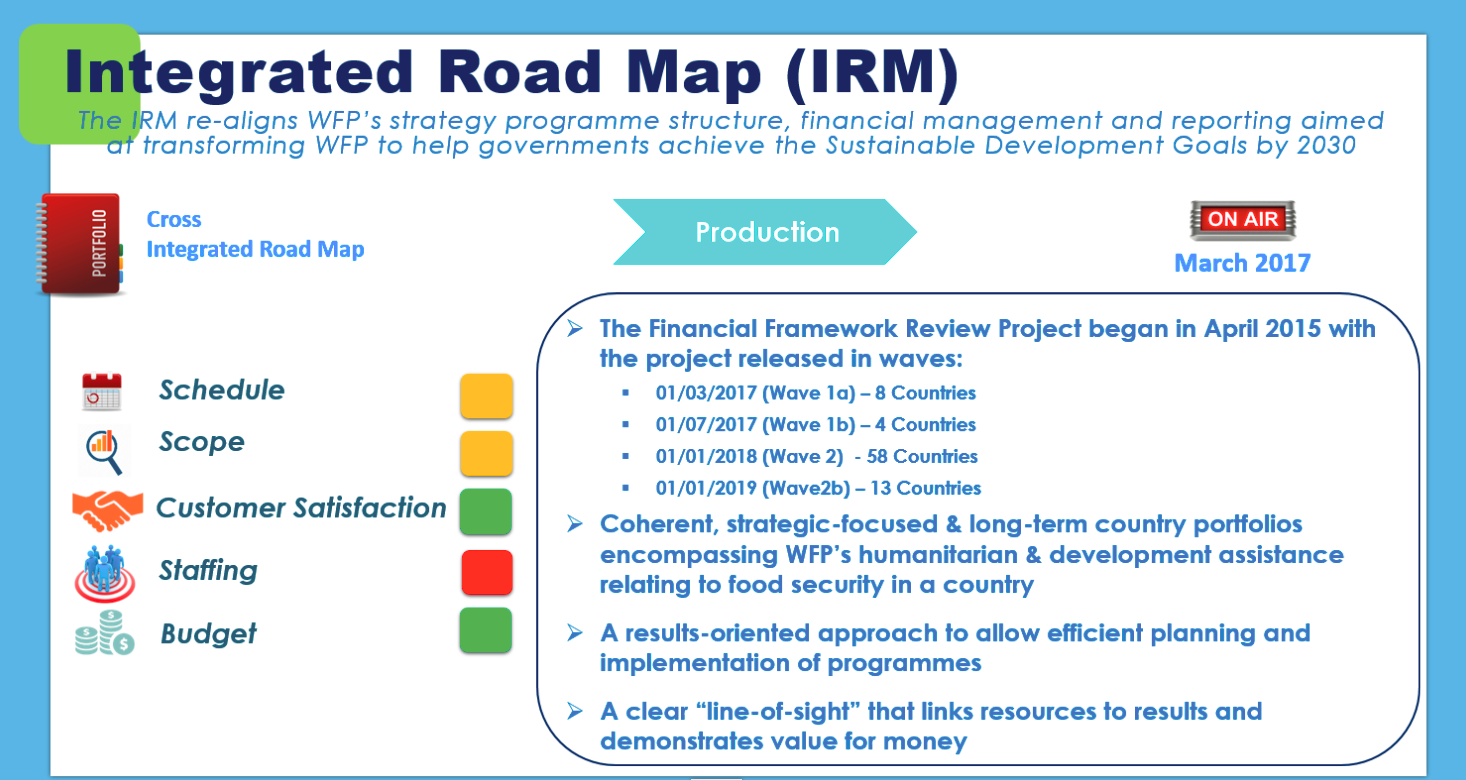 Integrated Road Map (IRM)
The IRM re-aligns WFP's strategy programme structure, financial management and reporting aimed
at transforming WFP to help governments achieve the Sustainable Development Goals by 2030
PORTFOLIO
Cross
Integrated Road Map
Production
ON AIR
March 2017
Schedule
Scope
Customer Satisfaction
Staffing
Budget
➢ The Financial Framework Review Project began in April 2015 with
the project released in waves:
▪ 01/03/2017 (Wave 1a) – 8 Countries
▪ 01/07/2017 (Wave 1b) – 4 Countries
▪ 01/01/2018 (Wave 2)  - 58 Countries
▪ 01/01/2019 (Wave2b) – 13 Countries
➢ Coherent, strategic-focused & long-term country portfolios
encompassing WFP's humanitarian & development assistance
relating to food security in a country
➢ A results-oriented approach to allow efficient planning and
implementation of programmes
➢ A clear "line-of-sight" that links resources to results and
demonstrates value for money